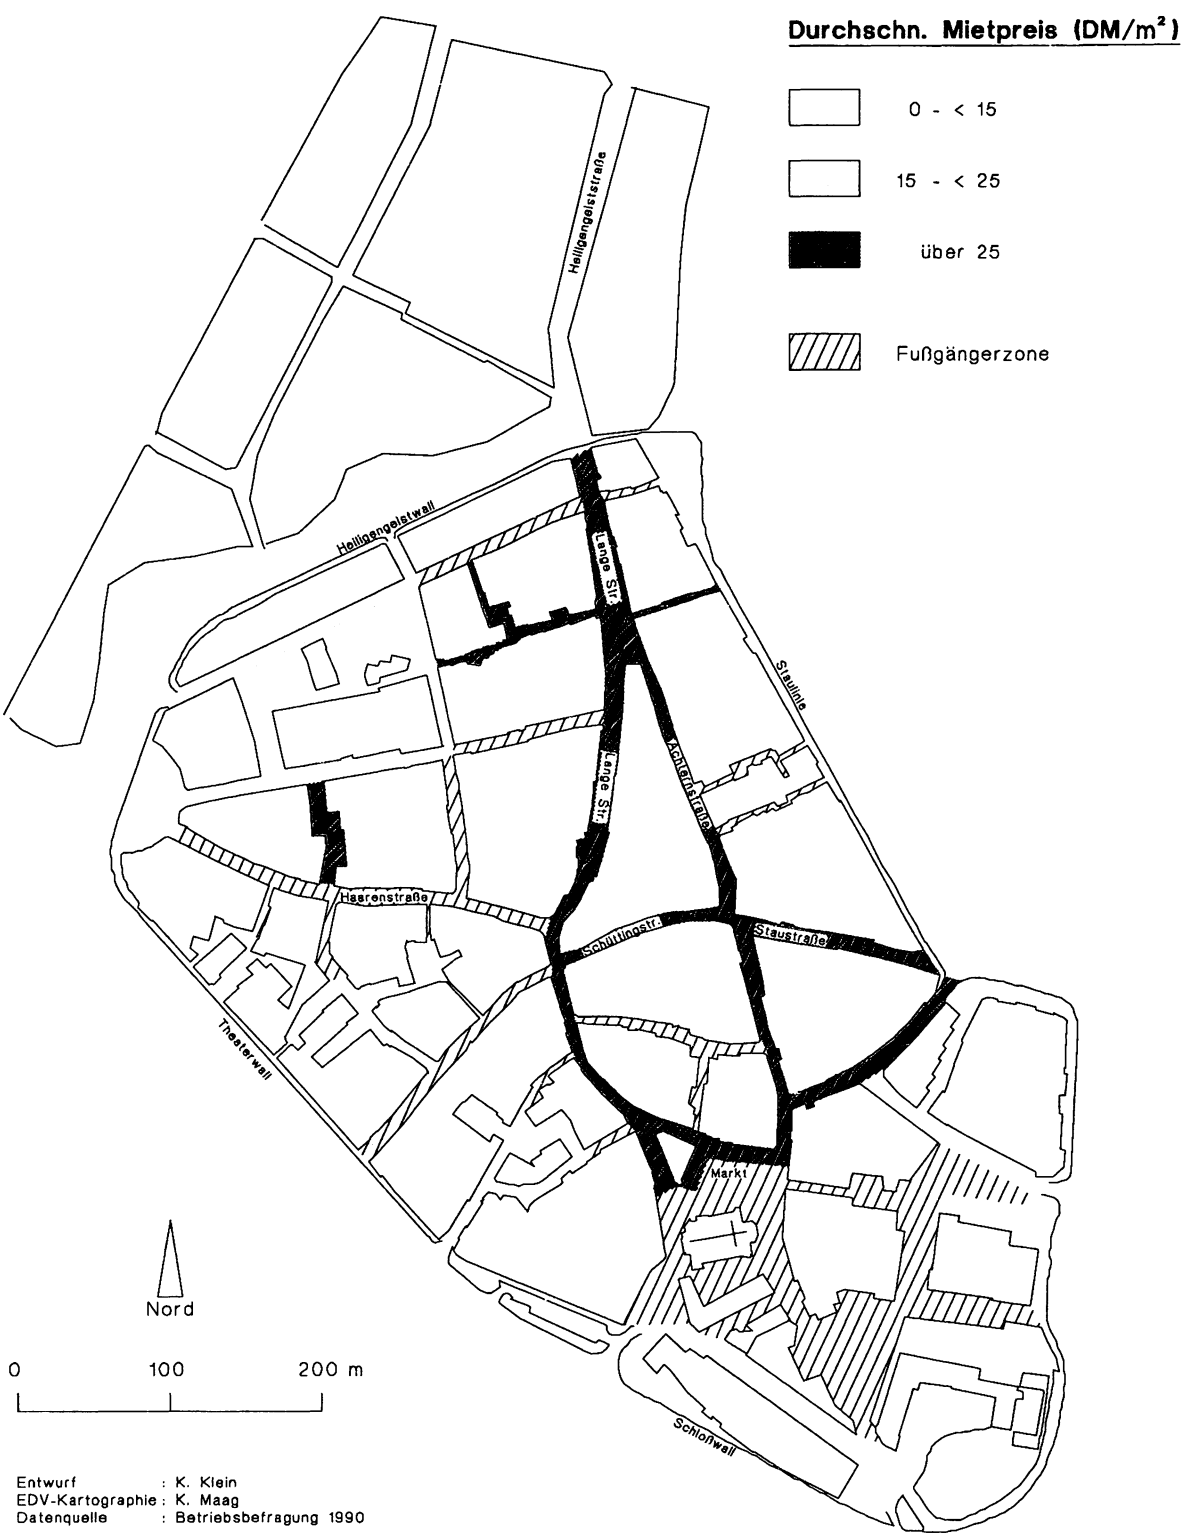 Durchschn. Mietpreis (DM/m²)
0 - < 15
15 - < 25
über 25
Fußgängerzone
Heiligengeiststraße
Heiligengeistwall
Lange Str.
Staulinie
Achternstraße
Lange Str.
Haarenstraße
Schüttingstr.
Staustraße
Theaterwall
Markt
Schloßwall
Nord
0 100 200 m
Entwurf : K. Klein
EDV-Kartographie : K. Maag
Datenquelle : Betriebsbefragung 1990